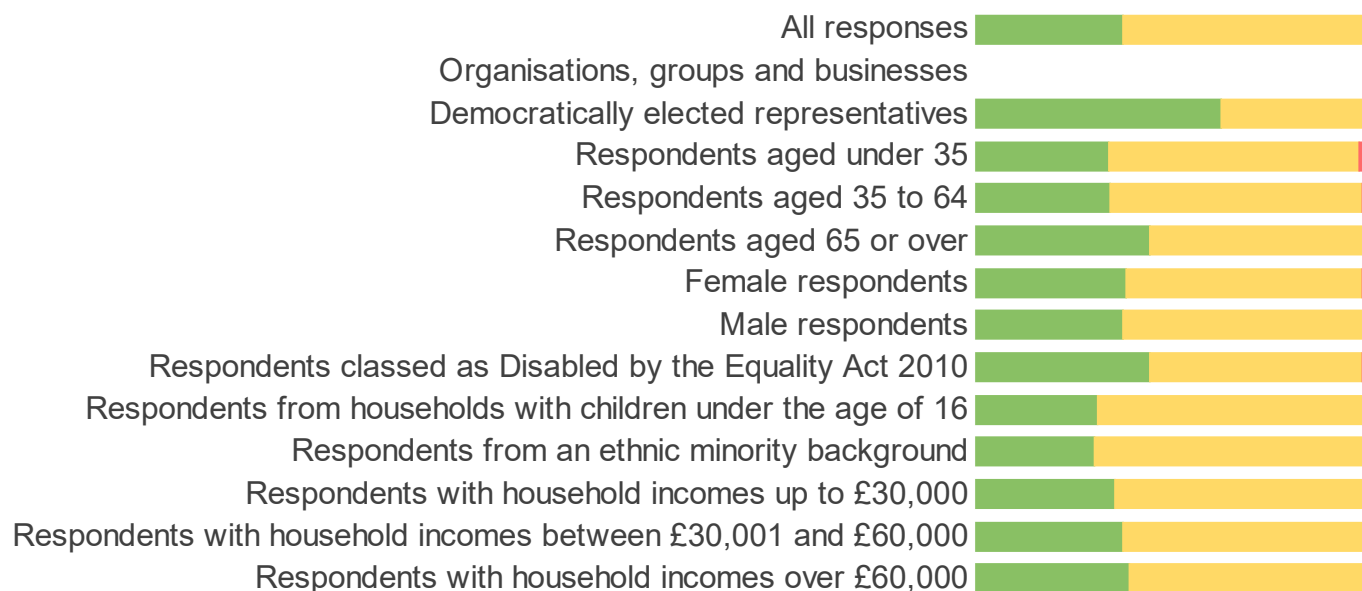 All responses
Organisations, groups and businesses
Democratically elected representatives
Respondents aged under 35
Respondents aged 35 to 64
Respondents aged 65 or over
Female respondents
Male respondents
Respondents classed as Disabled by the Equality Act 2010
Respondents from households with children under the age of 16
Respondents from an ethnic minority background
Respondents with household incomes up to £30,000
Respondents with household incomes between £30,001 and £60,000
Respondents with household incomes over £60,000